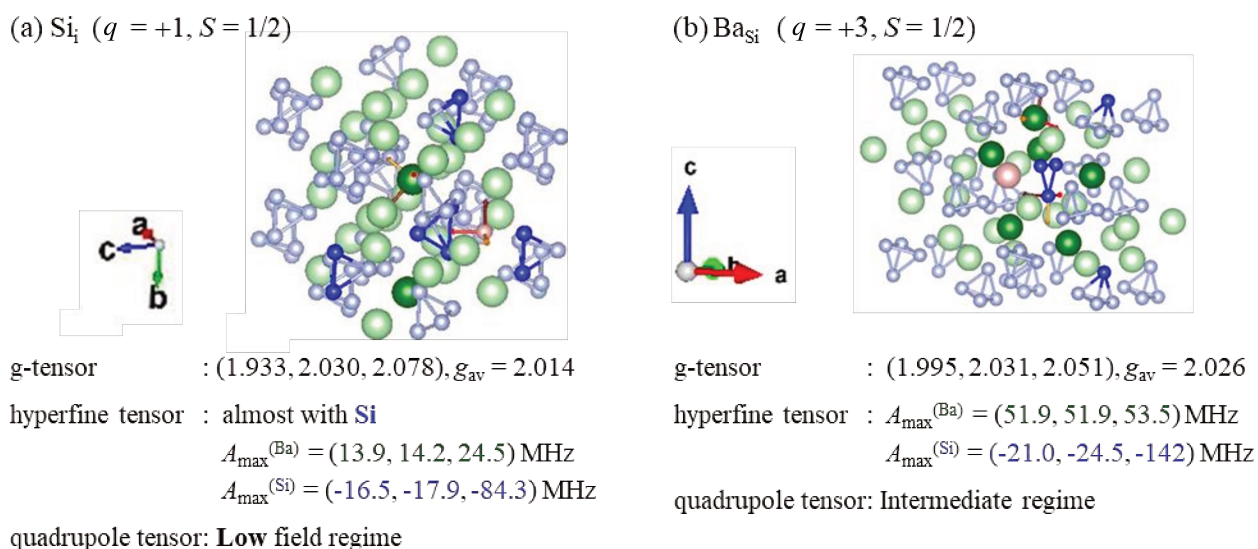 (a) Si_i (q = +1, S = 1/2)
a
c
b
g-tensor : (1.933, 2.030, 2.078), g_av = 2.014
hyperfine tensor : almost with Si
A_max^(Ba) = (13.9, 14.2, 24.5) MHz
A_max^(Si) = (-16.5, -17.9, -84.3) MHz
quadrupole tensor: Low field regime
(b) Ba_Si ( q = +3, S = 1/2)
c
b
a
g-tensor : (1.995, 2.031, 2.051), g_av = 2.026
hyperfine tensor : A_max^(Ba) = (51.9, 51.9, 53.5) MHz
A_max^(Si) = (-21.0, -24.5, -142) MHz
quadrupole tensor: Intermediate regime